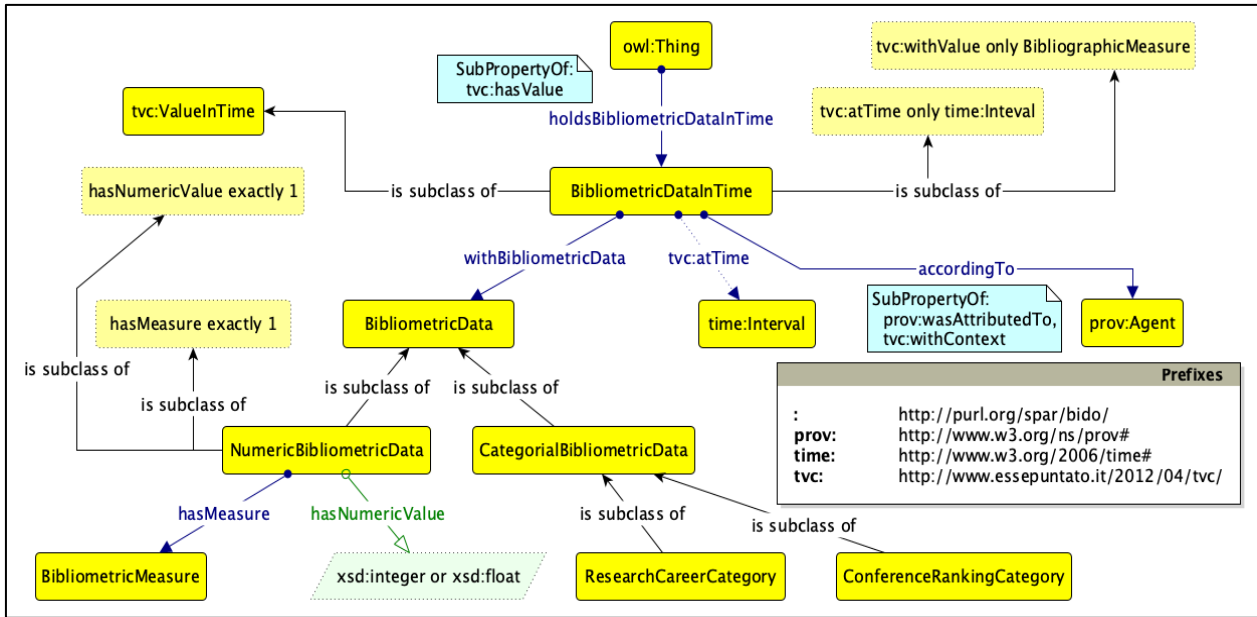 owl:Thing
tvc:withValue only BibliographicMeasure
SubPropertyOf:
tvc:hasValue
tvc:ValueInTime
holdsBibliometricDataInTime
tvc:atTime only time:Inteval
hasNumericValue exactly 1
is subclass of
BibliometricDataInTime
is subclass of
withBibliometricData
tvc:atTime
accordingTo
SubPropertyOf:
prov:wasAttributedTo,
tvc:withContext
hasMeasure exactly 1
BibliometricData
time:Interval
prov:Agent
is subclass of
is subclass of
is subclass of
is subclass of
Prefixes
: http://purl.org/spar/bido/
prov: http://www.w3.org/ns/prov#
time: http://www.w3.org/2006/time#
tvc: http://www.essepuntato.it/2012/04/tvc/
NumericBibliometricData
CategorialBibliometricData
hasMeasure
hasNumericValue
is subclass of
is subclass of
BibliometricMeasure
xsd:integer or xsd:float
ResearchCareerCategory
ConferenceRankingCategory